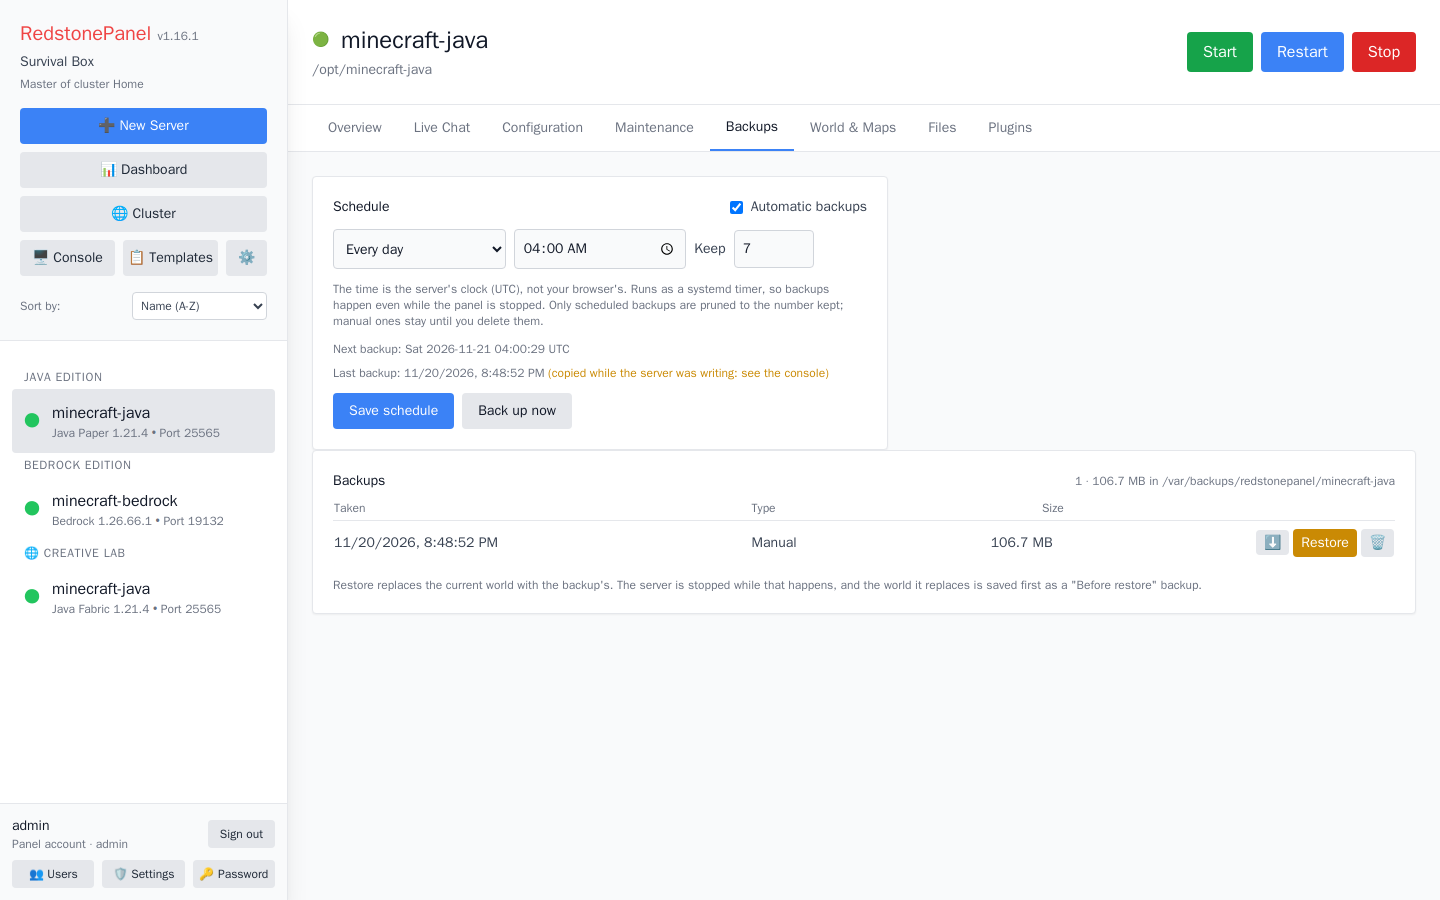 RedstonePanel v1.16.1
Survival Box
Master of cluster Home
➕ New Server
📊 Dashboard
🌐 Cluster
🖥️ Console
📋 Templates
⚙️
Sort by:
Name (A-Z)
JAVA EDITION
minecraft-java
Java Paper 1.21.4 • Port 25565
BEDROCK EDITION
minecraft-bedrock
Bedrock 1.26.66.1 • Port 19132
🌐 CREATIVE LAB
minecraft-java
Java Fabric 1.21.4 • Port 25565
admin
Panel account · admin
Sign out
👥 Users
🛡️ Settings
🔑 Password
minecraft-java
/opt/minecraft-java
Start
Restart
Stop
Overview
Live Chat
Configuration
Maintenance
Backups
World & Maps
Files
Plugins
Schedule
Automatic backups
Every day
04:00 AM
Keep
7
The time is the server's clock (UTC), not your browser's. Runs as a systemd timer, so backups
happen even while the panel is stopped. Only scheduled backups are pruned to the number kept;
manual ones stay until you delete them.
Next backup: Sat 2026-11-21 04:00:29 UTC
Last backup: 11/20/2026, 8:48:52 PM (copied while the server was writing: see the console)
Save schedule
Back up now
Backups
1 · 106.7 MB in /var/backups/redstonepanel/minecraft-java
Taken
Type
Size
11/20/2026, 8:48:52 PM
Manual
106.7 MB
⬇️
Restore
🗑️
Restore replaces the current world with the backup's. The server is stopped while that happens, and the world it replaces is saved first as a "Before restore" backup.